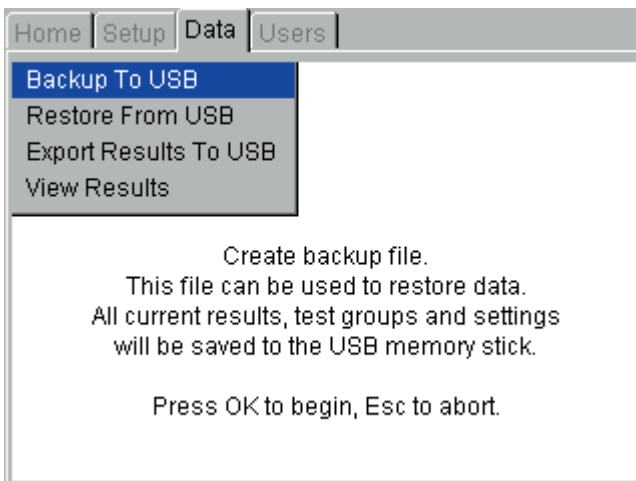 Home Setup Data Users
Backup To USB
Restore From USB
Export Results To USB
View Results
Create backup file.
This file can be used to restore data.
All current results, test groups and settings
will be saved to the USB memory stick.
Press OK to begin, Esc to abort.